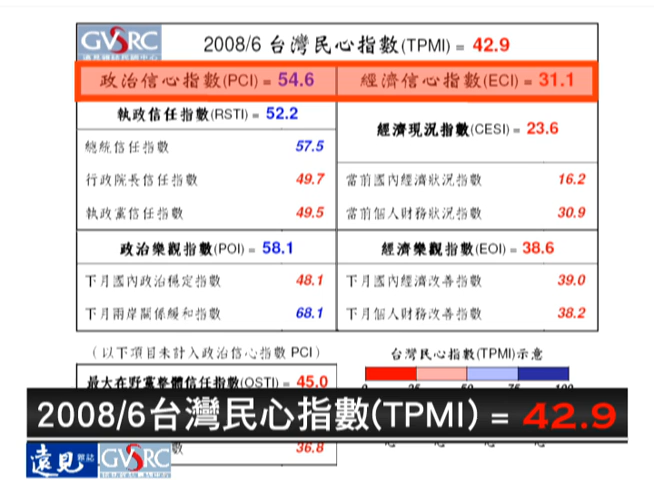 GVSRC
2008/6 台灣民心指數(TPMI) = 42.9
政治信心指數(PCI) = 54.6 經濟信心指數(ECI) = 31.1
執政信任指數(RSTI) = 52.2
經濟現況指數(CESI) = 23.6
總統信任指數 57.5
行政院長信任指數 49.7 當前國內經濟狀況指數 16.2
執政黨信任指數 49.5 當前個人財務狀況指數 30.9
政治樂觀指數(POI) = 58.1 經濟樂觀指數(EOI) = 38.6
下月國內政治穩定指數 48.1 下月國內經濟改善指數 39.0
下月兩岸關係緩和指數 68.1 下月個人財務改善指數 38.2
(以下項目未計入政治信心指數 PCI) 台灣民心指數(TPMI)示意
最大在野黨整體信任指數(OSTI) = 45.0
0 25 50 75 100
2008/6台灣民心指數(TPMI) = 42.9
遠見 雜誌 GVSRC
數 36.8